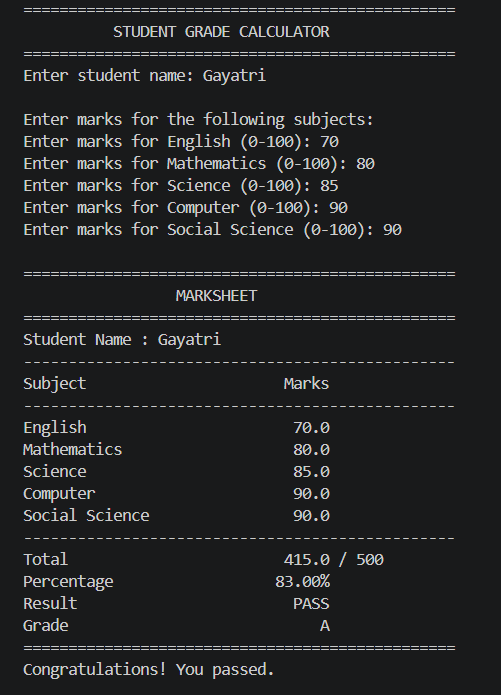 ================================================
          STUDENT GRADE CALCULATOR
================================================
Enter student name: Gayatri

Enter marks for the following subjects:
Enter marks for English (0-100): 70
Enter marks for Mathematics (0-100): 80
Enter marks for Science (0-100): 85
Enter marks for Computer (0-100): 90
Enter marks for Social Science (0-100): 90

================================================
                 MARKSHEET
================================================
Student Name : Gayatri
------------------------------------------------
Subject                      Marks
------------------------------------------------
English                       70.0
Mathematics                   80.0
Science                       85.0
Computer                      90.0
Social Science                90.0
------------------------------------------------
Total                        415.0 / 500
Percentage                  83.00%
Result                        PASS
Grade                            A
================================================
Congratulations! You passed.